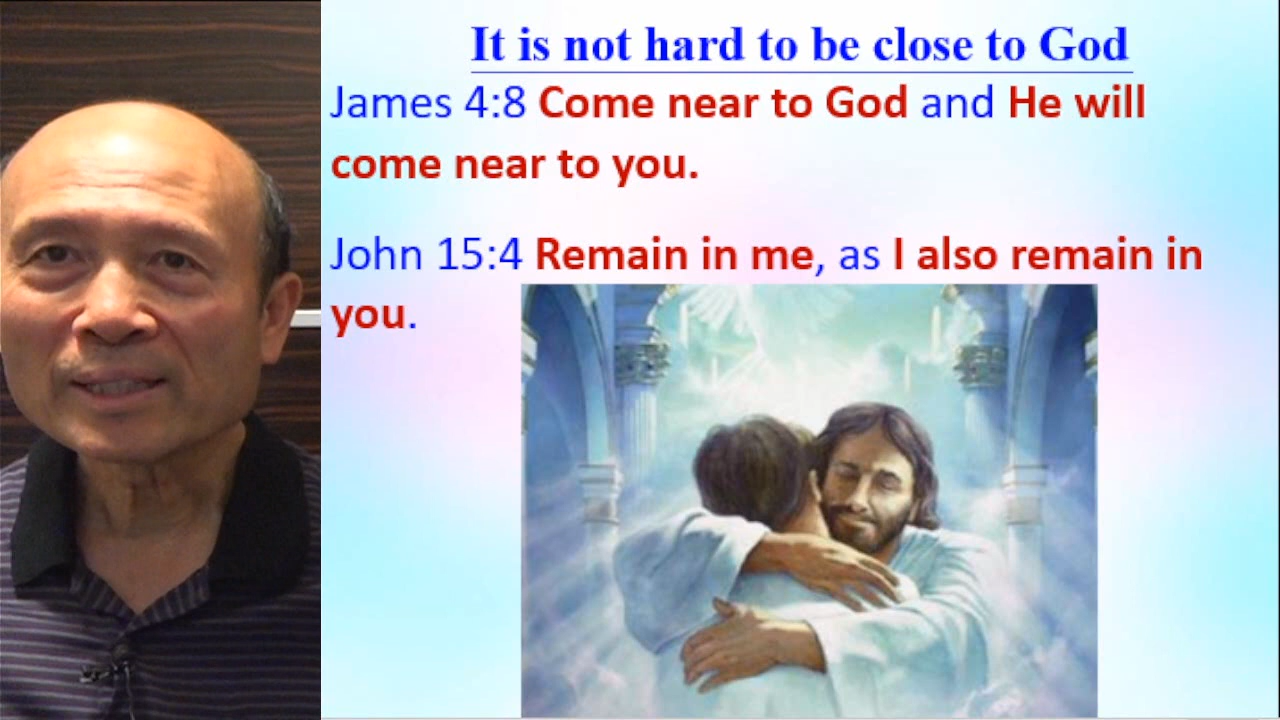 It is not hard to be close to God
James 4:8 Come near to God and He will
come near to you.
John 15:4 Remain in me, as I also remain in
you.